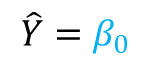 Ŷ = β₀